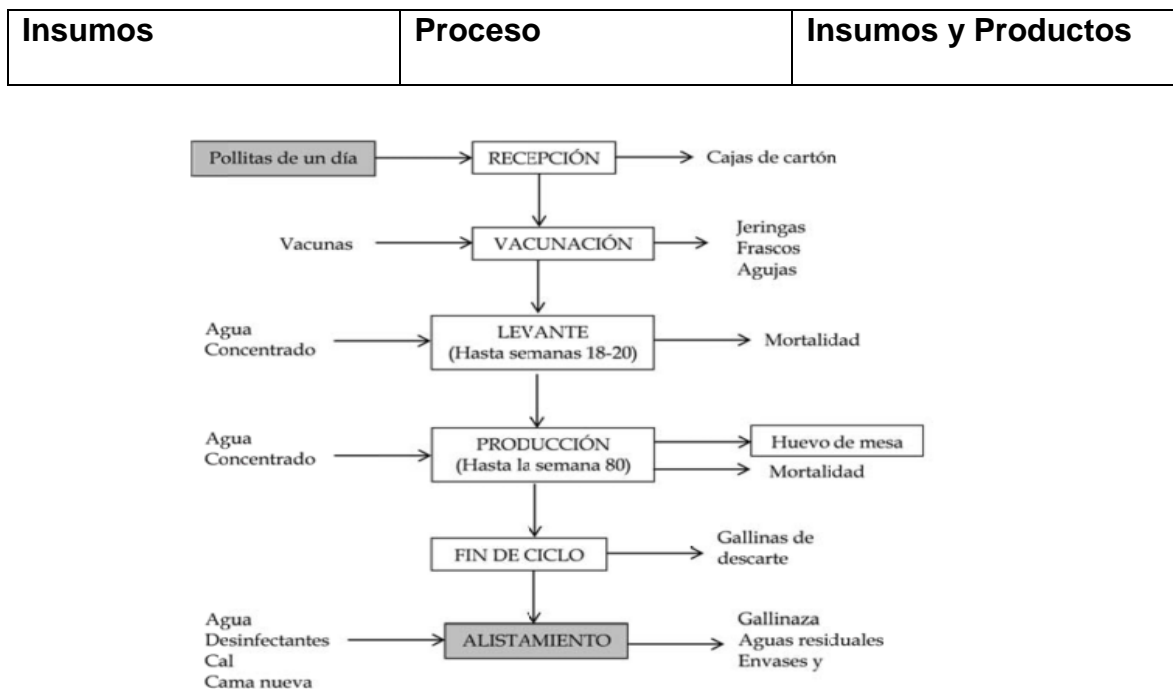 Insumos
Proceso
Insumos y Productos
Pollitas de un día
RECEPCIÓN
Cajas de cartón
Vacunas
VACUNACIÓN
Jeringas
Frascos
Agujas
Agua
Concentrado
LEVANTE
(Hasta semanas 18-20)
Mortalidad
Agua
Concentrado
PRODUCCIÓN
(Hasta la semana 80)
Huevo de mesa
Mortalidad
FIN DE CICLO
Gallinas de
descarte
Agua
Desinfectantes
Cal
Cama nueva
ALISTAMIENTO
Gallinaza
Aguas residuales
Envases y